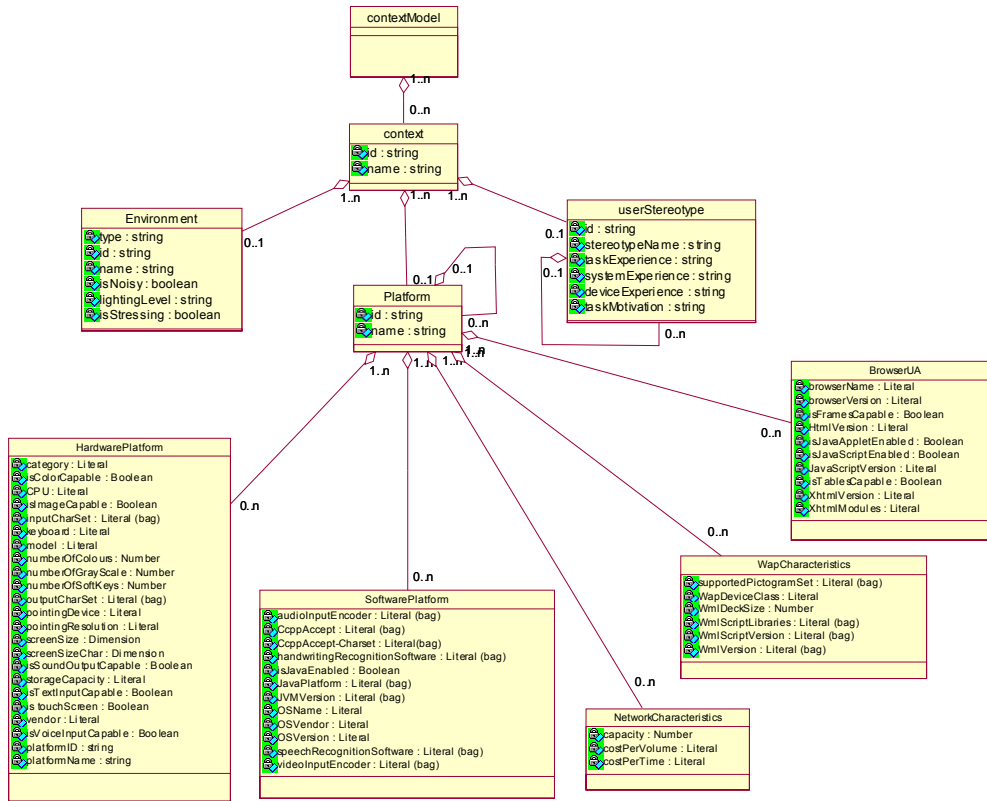 contextModel
1..n
0..n
context
id : string
name : string
1..n
1..n
1..n
Environment
type : string
id : string
name : string
isNoisy : boolean
lightingLevel : string
isStressing : boolean
0..1
userStereotype
id : string
stereotypeName : string
taskExperience : string
systemExperience : string
deviceExperience : string
taskMotivation : string
0..1
0..1
0..n
0..1
0..1
Platform
id : string
name : string
0..n
1..n
1..n
1..n
1..n
1..n
BrowserUA
browserName : Literal
browserVersion : Literal
isFramesCapable : Boolean
HtmlVersion : Literal
isJavaAppletEnabled : Boolean
isJavaScriptEnabled : Boolean
JavaScriptVersion : Literal
isTablesCapable : Boolean
XhtmlVersion : Literal
XhtmlModules : Literal
0..n
HardwarePlatform
category : Literal
isColorCapable : Boolean
CPU : Literal
isImageCapable : Boolean
inputCharSet : Literal (bag)
keyboard : Literal
model : Literal
numberOfColours : Number
numberOfGrayScale : Number
numberOfSoftKeys : Number
outputCharSet : Literal (bag)
pointingDevice : Literal
pointingResolution : Literal
screenSize : Dimension
screenSizeChar : Dimension
isSoundOutputCapable : Boolean
storageCapacity : Literal
isTextInputCapable : Boolean
istouchScreen : Boolean
vendor : Literal
isVoiceInputCapable : Boolean
platformID : string
platformName : string
0..n
SoftwarePlatform
audioInputEncoder : Literal (bag)
CcppAccept : Literal (bag)
CcppAccept-Charset : Literal(bag)
handwritingRecognitionSoftware : Literal (bag)
isJavaEnabled : Boolean
JavaPlatform : Literal (bag)
JVMVersion : Literal (bag)
OSName : Literal
OSVendor : Literal
OSVersion : Literal
speechRecognitionSoftware : Literal (bag)
videoInputEncoder : Literal (bag)
0..n
WapCharacteristics
supportedPictogramSet : Literal (bag)
WapDeviceClass : Literal
WmlDeckSize : Number
WmlScriptLibraries : Literal (bag)
WmlScriptVersion : Literal (bag)
WmlVersion : Literal (bag)
0..n
NetworkCharacteristics
capacity : Number
costPerVolume : Literal
costPerTime : Literal
0..n